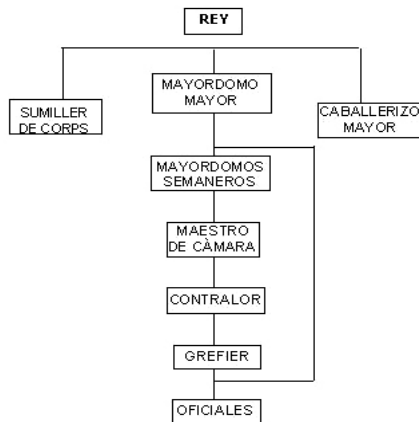 REY
SUMILLER
DE CORPS
MAYORDOMO
MAYOR
CABALLERIZO
MAYOR
MAYORDOMOS
SEMANEROS
MAESTRO
DE CÀMARA
CONTRALOR
GREFIER
OFICIALES